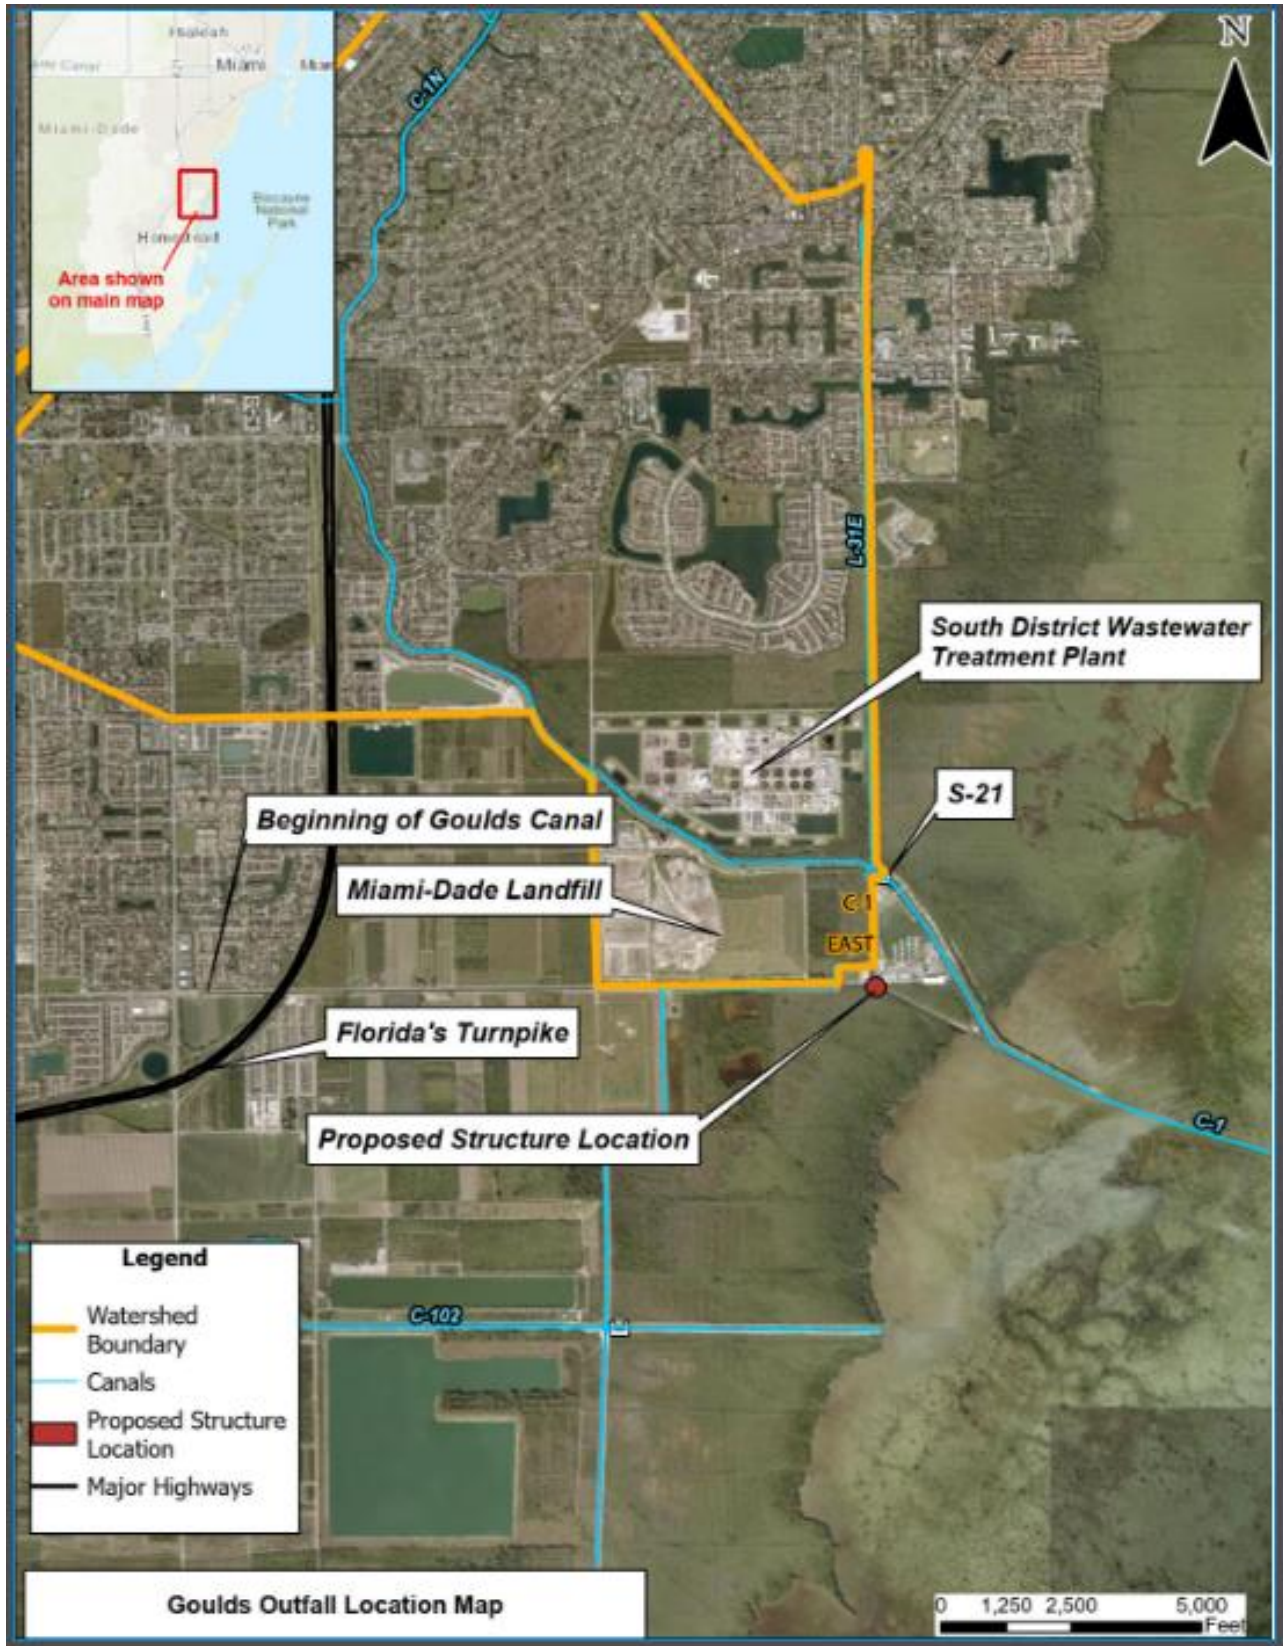 N
Hialeah
Miami
Miami-Dade
Biscayne
National
Park
Homestead
Area shown
on main map
C-1N
L-31E
South District Wastewater
Treatment Plant
S-21
Beginning of Goulds Canal
Miami-Dade Landfill
C-1
EAST
Florida's Turnpike
Proposed Structure Location
C-1
C-102
Legend
Watershed
Boundary
Canals
Proposed Structure
Location
Major Highways
Goulds Outfall Location Map
0 1,250 2,500 5,000
Feet